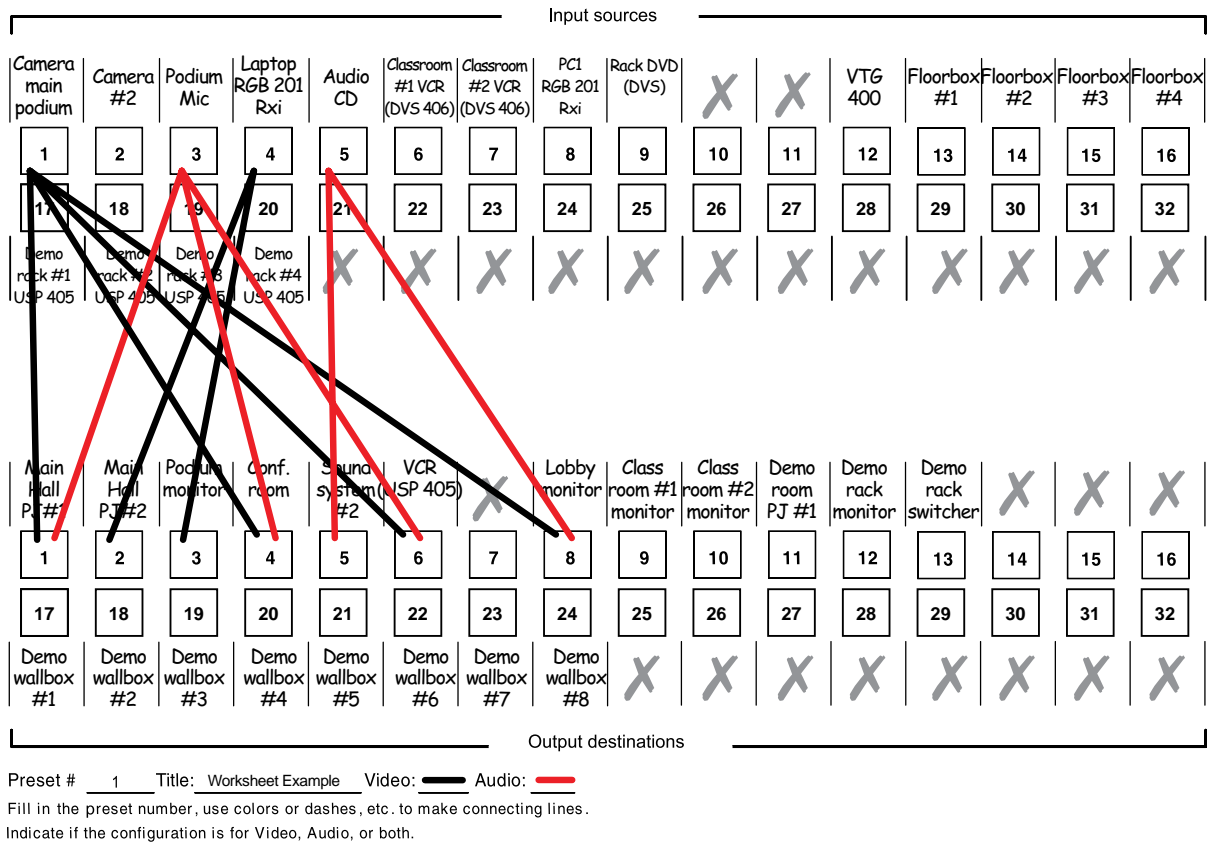 Input sources
Camera main podium
Camera #2
Podium Mic
Laptop RGB 201 Rxi
Audio CD
Classroom #1 VCR (DVS 406)
Classroom #2 VCR (DVS 406)
PC1 RGB 201 Rxi
Rack DVD (DVS)
VTG 400
Floorbox #1
Floorbox #2
Floorbox #3
Floorbox #4
1 2 3 4 5 6 7 8 9 10 11 12 13 14 15 16
17 18 19 20 21 22 23 24 25 26 27 28 29 30 31 32
Demo rack #1 USP 405
Demo rack #2 USP 405
Demo rack #3 USP 405
Demo rack #4 USP 405
Main Hall PJ#1
Main Hall PJ#2
Podium monitor
Conf. room
Sound system #2
VCR (USP 405)
Lobby monitor
Class room #1 monitor
Class room #2 monitor
Demo room PJ #1
Demo rack monitor
Demo rack switcher
1 2 3 4 5 6 7 8 9 10 11 12 13 14 15 16
17 18 19 20 21 22 23 24 25 26 27 28 29 30 31 32
Demo wallbox #1
Demo wallbox #2
Demo wallbox #3
Demo wallbox #4
Demo wallbox #5
Demo wallbox #6
Demo wallbox #7
Demo wallbox #8
Output destinations
Preset # 1 Title: Worksheet Example Video: Audio:
Fill in the preset number, use colors or dashes, etc. to make connecting lines.
Indicate if the configuration is for Video, Audio, or both.